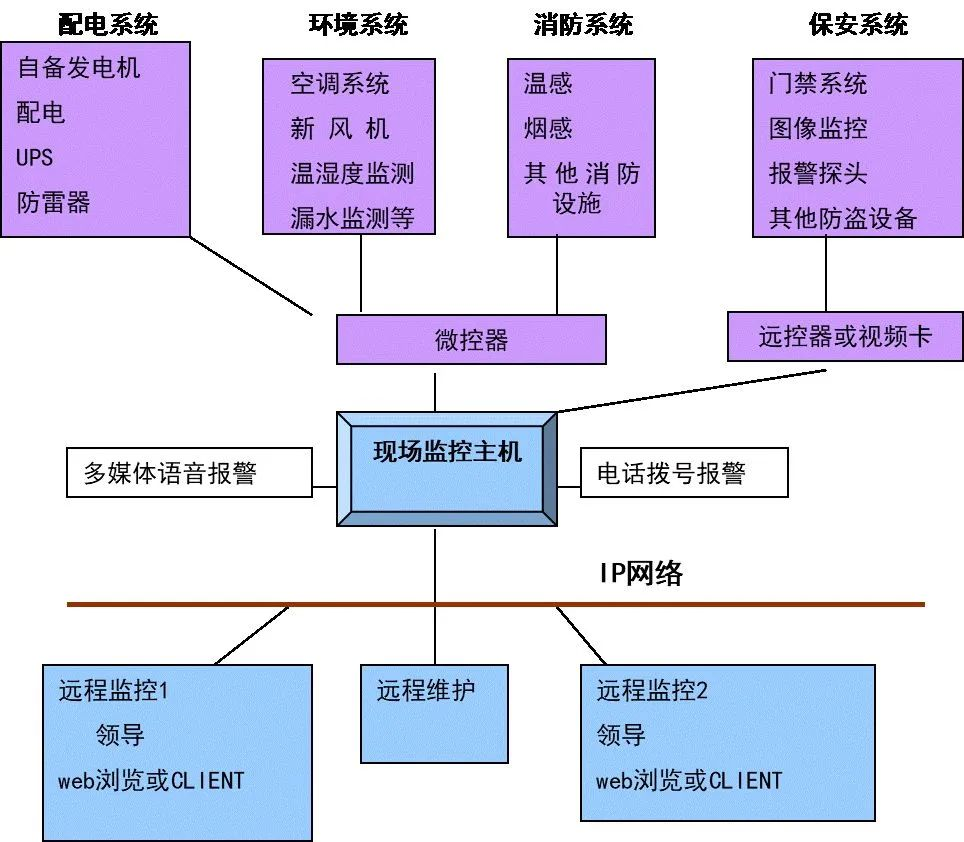 配电系统
环境系统
消防系统
保安系统
自备发电机
配电
UPS
防雷器
空调系统
新 风 机
温湿度监测
漏水监测等
温感
烟感
其 他 消 防
设施
门禁系统
图像监控
报警探头
其他防盗设备
微控器
远控器或视频卡
现场监控主机
多媒体语音报警
电话拨号报警
IP网络
远程监控1
领导
web浏览或CLIENT
远程维护
远程监控2
领导
web浏览或CLIENT